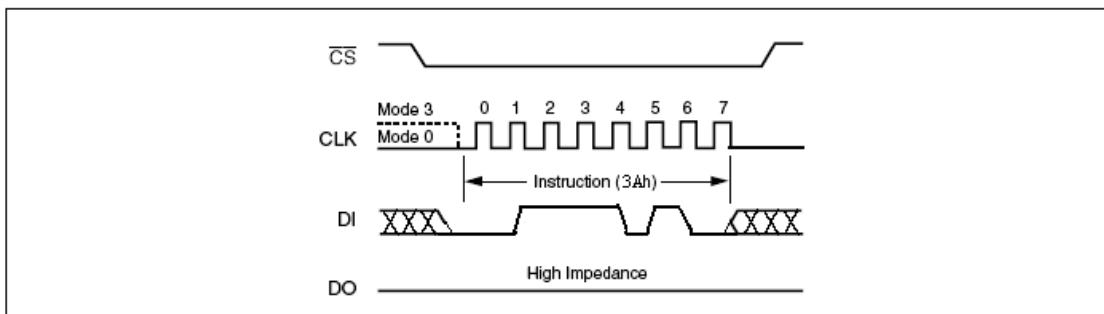 CS
Mode 3
0 1 2 3 4 5 6 7
CLK
Mode 0
Instruction (3Ah)
DI
High Impedance
DO